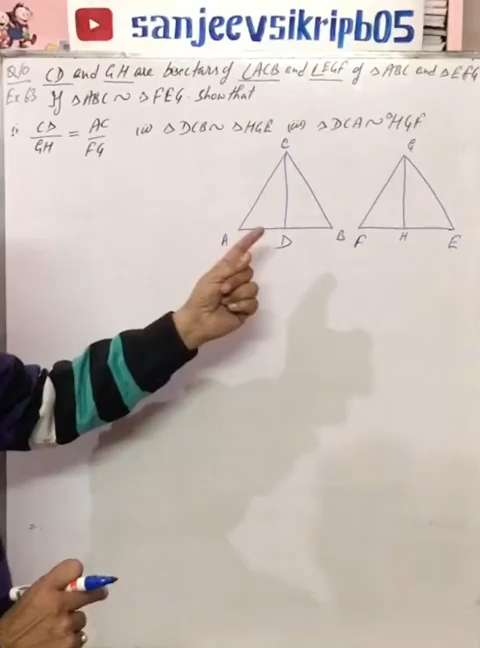 sanjeevsikripb05
Q10 CD and GH are bisectors of ∠ACB and ∠EGF of △ABC and △EFG
Ex 6.3 If △ABC ~ △FEG. show that
i) CD/GH = AC/FG ii) △DCB ~ △HGE iii) △DCA ~ △HGF
C G
A D B F H E